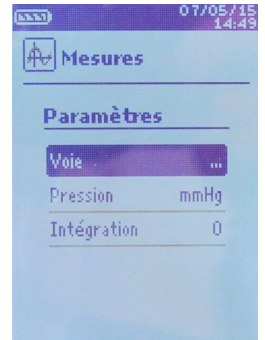 07/05/15
14:49
Mesures
Paramètres
Voie ...
Pression mmHg
Intégration 0